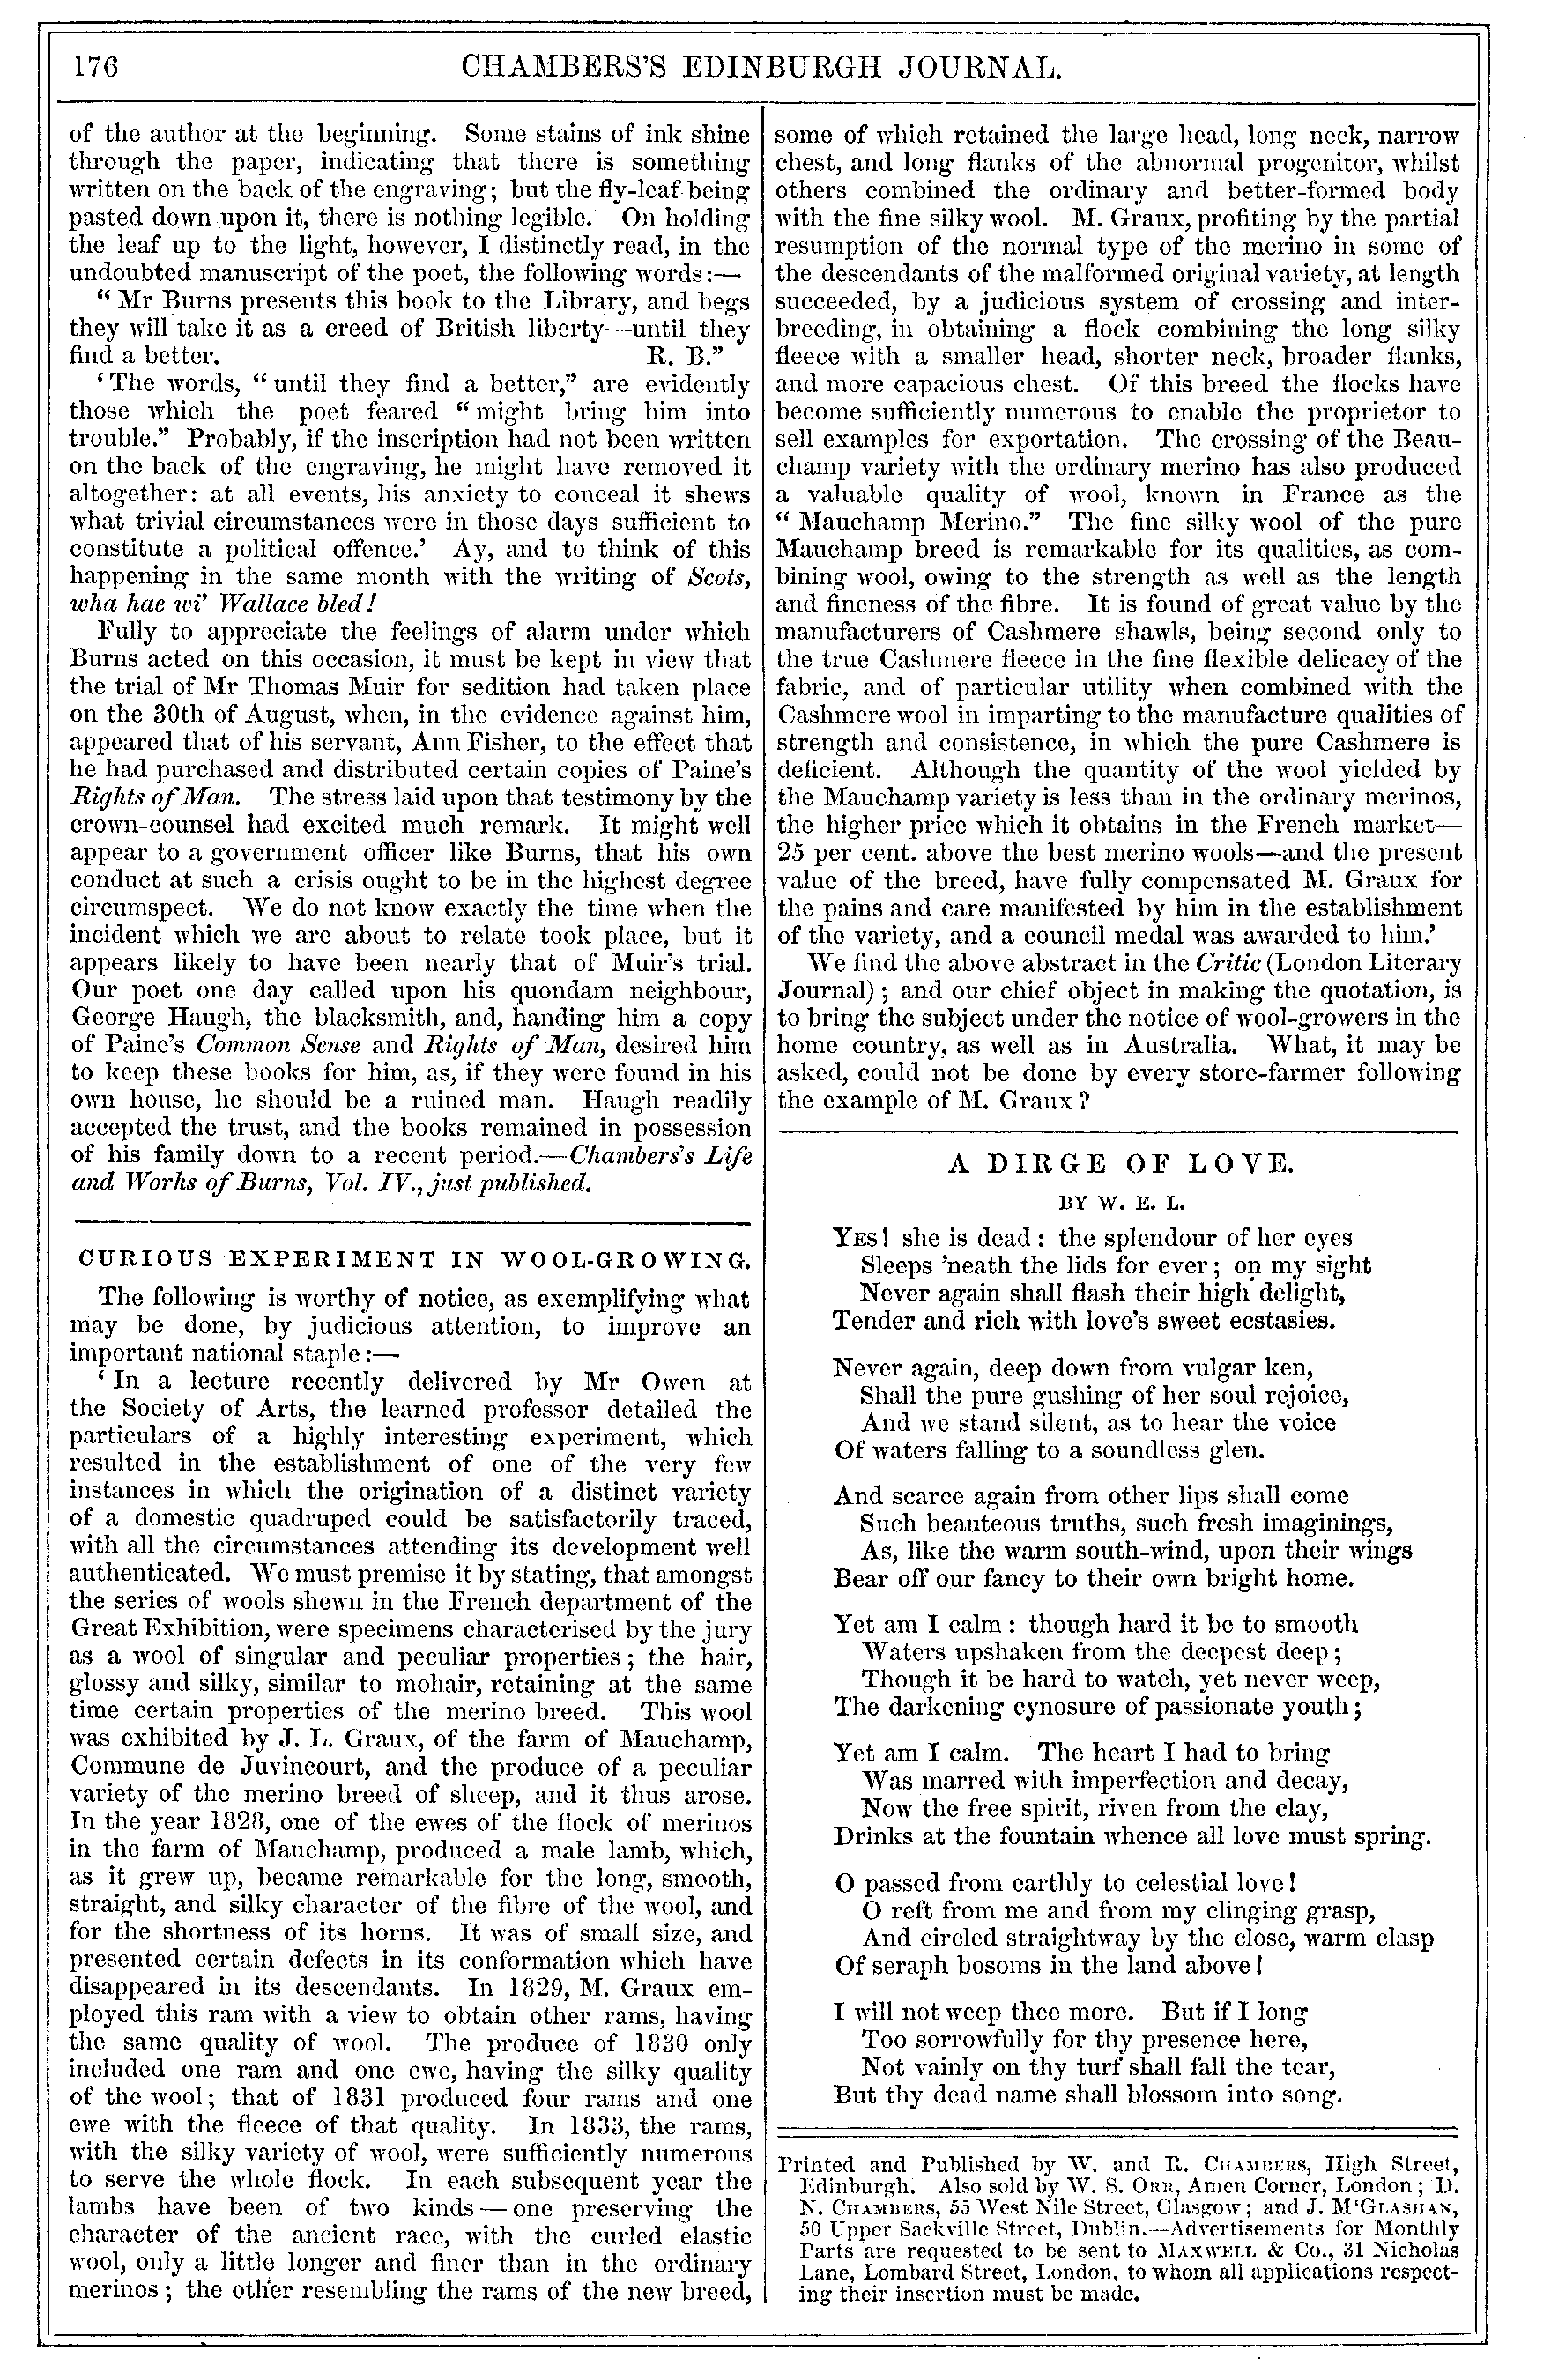 176
CHAMBERS'S EDINBURGH JOURNAL.
of the author at the beginning. Some stains of ink shine
through the paper, indicating that there is something
written on the back of the engraving; but the fly-leaf being
pasted down upon it, there is nothing legible. On holding
the leaf up to the light, however, I distinctly read, in the
undoubted manuscript of the poet, the following words:—
“Mr Burns presents this book to the Library, and begs
they will take it as a creed of British liberty—until they
find a better. R. B.”
‘The words, “until they find a better,” are evidently
those which the poet feared “might bring him into
trouble.” Probably, if the inscription had not been written
on the back of the engraving, he might have removed it
altogether: at all events, his anxiety to conceal it shews
what trivial circumstances were in those days sufficient to
constitute a political offence.’ Ay, and to think of this
happening in the same month with the writing of Scots,
wha hae wi’ Wallace bled!
Fully to appreciate the feelings of alarm under which
Burns acted on this occasion, it must be kept in view that
the trial of Mr Thomas Muir for sedition had taken place
on the 30th of August, when, in the evidence against him,
appeared that of his servant, Ann Fisher, to the effect that
he had purchased and distributed certain copies of Paine’s
Rights of Man. The stress laid upon that testimony by the
crown-counsel had excited much remark. It might well
appear to a government officer like Burns, that his own
conduct at such a crisis ought to be in the highest degree
circumspect. We do not know exactly the time when the
incident which we are about to relate took place, but it
appears likely to have been nearly that of Muir’s trial.
Our poet one day called upon his quondam neighbour,
George Haugh, the blacksmith, and, handing him a copy
of Paine’s Common Sense and Rights of Man, desired him
to keep these books for him, as, if they were found in his
own house, he should be a ruined man. Haugh readily
accepted the trust, and the books remained in possession
of his family down to a recent period.—Chambers’s Life
and Works of Burns, Vol. IV., just published.
CURIOUS EXPERIMENT IN WOOL-GROWING.
The following is worthy of notice, as exemplifying what
may be done, by judicious attention, to improve an
important national staple:—
‘In a lecture recently delivered by Mr Owen at
the Society of Arts, the learned professor detailed the
particulars of a highly interesting experiment, which
resulted in the establishment of one of the very few
instances in which the origination of a distinct variety
of a domestic quadruped could be satisfactorily traced,
with all the circumstances attending its development well
authenticated. We must premise it by stating, that amongst
the series of wools shewn in the French department of the
Great Exhibition, were specimens characterised by the jury
as a wool of singular and peculiar properties; the hair,
glossy and silky, similar to mohair, retaining at the same
time certain properties of the merino breed. This wool
was exhibited by J. L. Graux, of the farm of Mauchamp,
Commune de Juvincourt, and the produce of a peculiar
variety of the merino breed of sheep, and it thus arose.
In the year 1828, one of the ewes of the flock of merinos
in the farm of Mauchamp, produced a male lamb, which,
as it grew up, became remarkable for the long, smooth,
straight, and silky character of the fibre of the wool, and
for the shortness of its horns. It was of small size, and
presented certain defects in its conformation which have
disappeared in its descendants. In 1829, M. Graux em-
ployed this ram with a view to obtain other rams, having
the same quality of wool. The produce of 1830 only
included one ram and one ewe, having the silky quality
of the wool; that of 1831 produced four rams and one
ewe with the fleece of that quality. In 1833, the rams,
with the silky variety of wool, were sufficiently numerous
to serve the whole flock. In each subsequent year the
lambs have been of two kinds—one preserving the
character of the ancient race, with the curled elastic
wool, only a little longer and finer than in the ordinary
merinos; the other resembling the rams of the new breed,
some of which retained the large head, long neck, narrow
chest, and long flanks of the abnormal progenitor, whilst
others combined the ordinary and better-formed body
with the fine silky wool. M. Graux, profiting by the partial
resumption of the normal type of the merino in some of
the descendants of the malformed original variety, at length
succeeded, by a judicious system of crossing and inter-
breeding, in obtaining a flock combining the long silky
fleece with a smaller head, shorter neck, broader flanks,
and more capacious chest. Of this breed the flocks have
become sufficiently numerous to enable the proprietor to
sell examples for exportation. The crossing of the Beau-
champ variety with the ordinary merino has also produced
a valuable quality of wool, known in France as the
“Mauchamp Merino.” The fine silky wool of the pure
Mauchamp breed is remarkable for its qualities, as com-
bining wool, owing to the strength as well as the length
and fineness of the fibre. It is found of great value by the
manufacturers of Cashmere shawls, being second only to
the true Cashmere fleece in the fine flexible delicacy of the
fabric, and of particular utility when combined with the
Cashmere wool in imparting to the manufacture qualities of
strength and consistence, in which the pure Cashmere is
deficient. Although the quantity of the wool yielded by
the Mauchamp variety is less than in the ordinary merinos,
the higher price which it obtains in the French market—
25 per cent. above the best merino wools—and the present
value of the breed, have fully compensated M. Graux for
the pains and care manifested by him in the establishment
of the variety, and a council medal was awarded to him.’
We find the above abstract in the Critic (London Literary
Journal); and our chief object in making the quotation, is
to bring the subject under the notice of wool-growers in the
home country, as well as in Australia. What, it may be
asked, could not be done by every store-farmer following
the example of M. Graux?
A DIRGE OF LOVE.
BY W. E. L.
YES! she is dead: the splendour of her eyes
Sleeps ’neath the lids for ever; on my sight
Never again shall flash their high delight,
Tender and rich with love’s sweet ecstasies.
Never again, deep down from vulgar ken,
Shall the pure gushing of her soul rejoice,
And we stand silent, as to hear the voice
Of waters falling to a soundless glen.
And scarce again from other lips shall come
Such beauteous truths, such fresh imaginings,
As, like the warm south-wind, upon their wings
Bear off our fancy to their own bright home.
Yet am I calm: though hard it be to smooth
Waters upshaken from the deepest deep;
Though it be hard to watch, yet never weep,
The darkening cynosure of passionate youth;
Yet am I calm. The heart I had to bring
Was marred with imperfection and decay,
Now the free spirit, riven from the clay,
Drinks at the fountain whence all love must spring.
O passed from earthly to celestial love!
O reft from me and from my clinging grasp,
And circled straightway by the close, warm clasp
Of seraph bosoms in the land above!
I will not weep thee more. But if I long
Too sorrowfully for thy presence here,
Not vainly on thy turf shall fall the tear,
But thy dead name shall blossom into song.
Printed and Published by W. and R. CHAMBERS, High Street,
Edinburgh. Also sold by W. S. ORR, Amen Corner, London; D.
N. CHAMBERS, 55 West Nile Street, Glasgow; and J. M‘GLASHAN,
50 Upper Sackville Street, Dublin.—Advertisements for Monthly
Parts are requested to be sent to MAXWELL & Co., 31 Nicholas
Lane, Lombard Street, London, to whom all applications respect-
ing their insertion must be made.